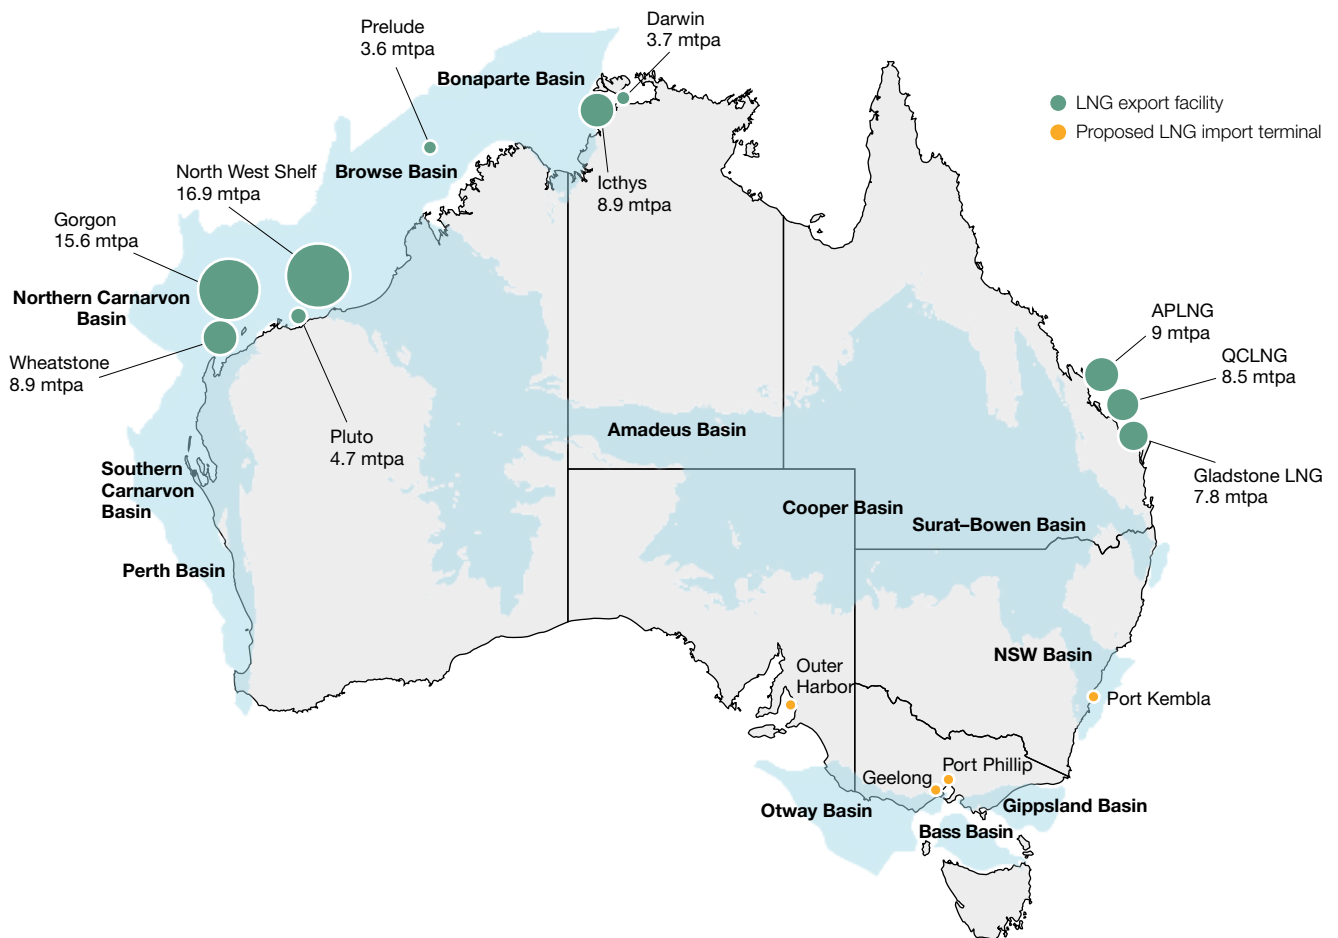 Prelude
3.6 mtpa
Darwin
3.7 mtpa
Bonaparte Basin
LNG export facility
Proposed LNG import terminal
North West Shelf
16.9 mtpa
Browse Basin
Icthys
8.9 mtpa
Gorgon
15.6 mtpa
Northern Carnarvon
Basin
Wheatstone
8.9 mtpa
Pluto
4.7 mtpa
APLNG
9 mtpa
QCLNG
8.5 mtpa
Gladstone LNG
7.8 mtpa
Amadeus Basin
Southern
Carnarvon
Basin
Cooper Basin
Surat–Bowen Basin
Perth Basin
NSW Basin
Outer
Harbor
Port Kembla
Port Phillip
Geelong
Otway Basin
Gippsland Basin
Bass Basin